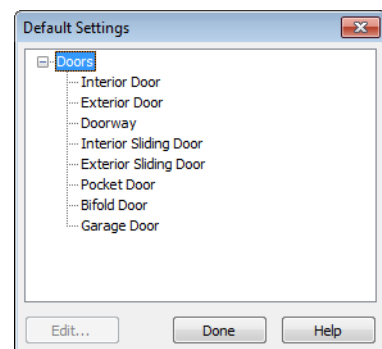 Default Settings
Doors
Interior Door
Exterior Door
Doorway
Interior Sliding Door
Exterior Sliding Door
Pocket Door
Bifold Door
Garage Door
Edit... Done Help